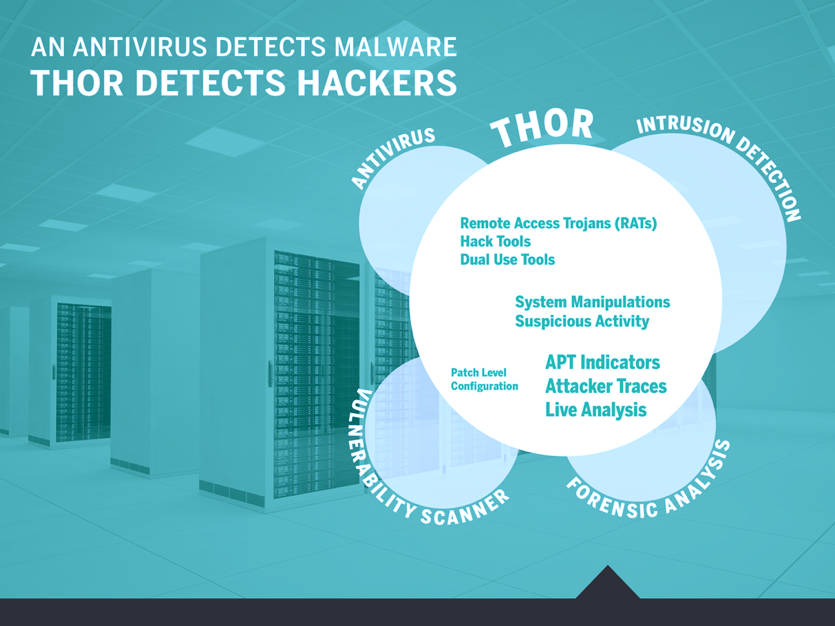 AN ANTIVIRUS DETECTS MALWARE
THOR DETECTS HACKERS
THOR
ANTIVIRUS
INTRUSION DETECTION
Remote Access Trojans (RATs)
Hack Tools
Dual Use Tools
System Manipulations
Suspicious Activity
APT Indicators
Attacker Traces
Live Analysis
Patch Level
Configuration
VULNERABILITY SCANNER
FORENSIC ANALYSIS